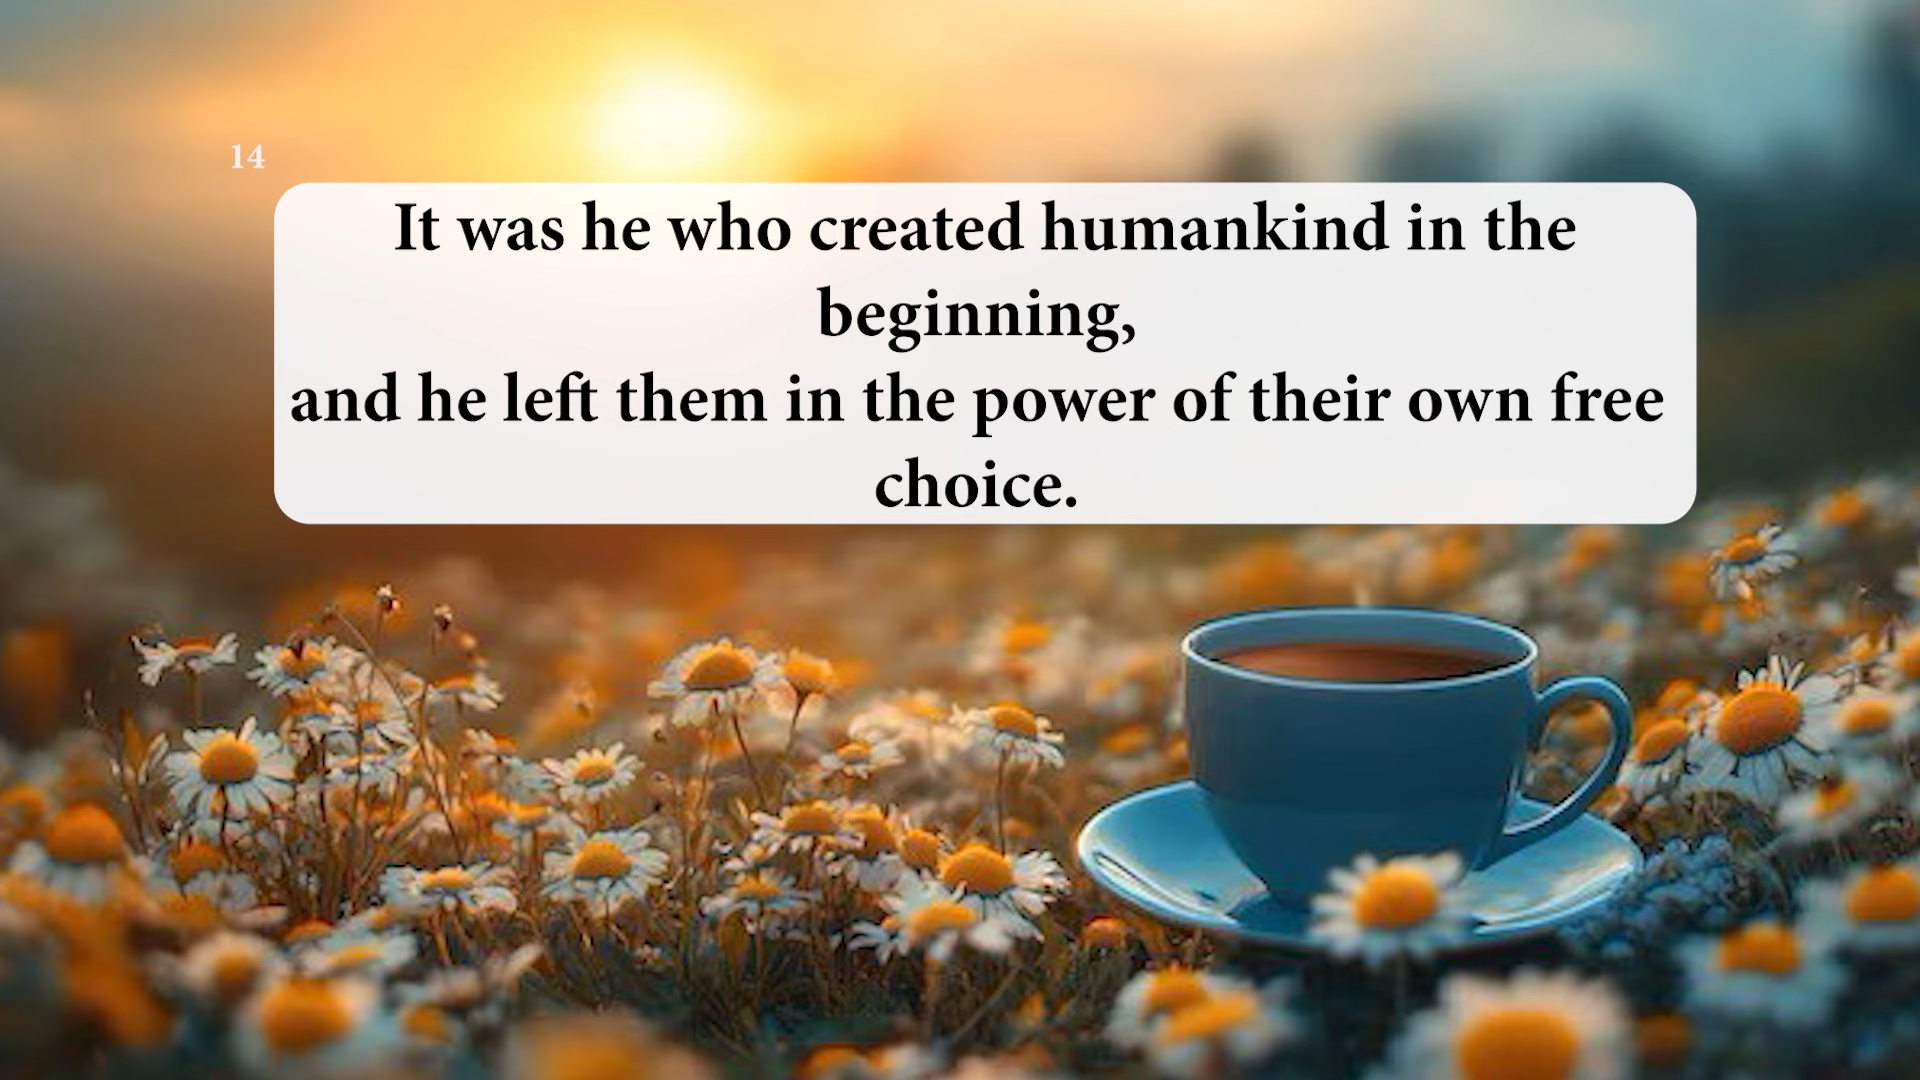 14
It was he who created humankind in the
beginning,
and he left them in the power of their own free
choice.